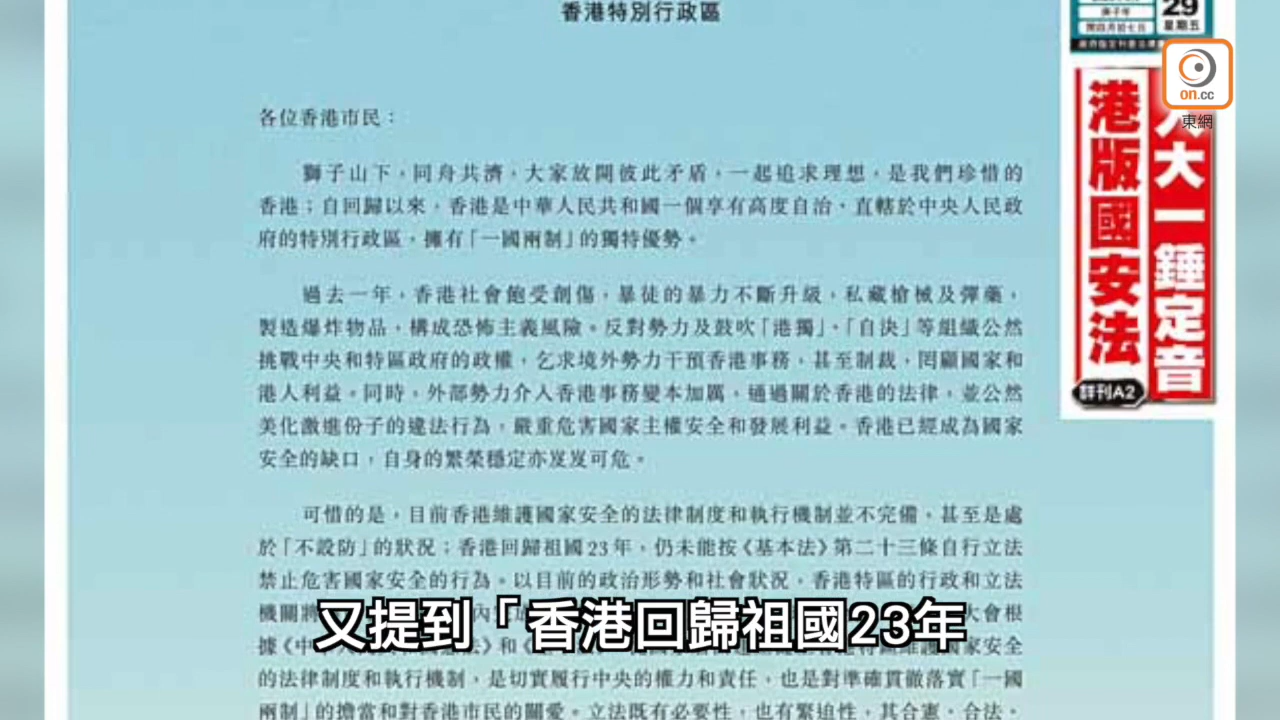 香港特別行政區
各位香港市民：
獅子山下，同舟共濟，大家放開彼此矛盾，一起追求理想，是我們珍惜的
香港；自回歸以來，香港是中華人民共和國一個享有高度自治、直轄於中央人民政
府的特別行政區，擁有「一國兩制」的獨特優勢。
過去一年，香港社會飽受創傷，暴徒的暴力不斷升級，私藏槍械及彈藥，
製造爆炸物品，構成恐怖主義風險。反對勢力及鼓吹「港獨」、「自決」等組織公然
挑戰中央和特區政府的政權，乞求境外勢力干預香港事務，甚至制裁，罔顧國家和
港人利益。同時，外部勢力介入香港事務變本加厲，通過關於香港的法律，並公然
美化激進份子的違法行為，嚴重危害國家主權安全和發展利益。香港已經成為國家
安全的缺口，自身的繁榮穩定亦岌岌可危。
可惜的是，目前香港維護國家安全的法律制度和執行機制並不完備，甚至是處
於「不設防」的狀況；香港回歸祖國23年，仍未能按《基本法》第二十三條自行立法
禁止危害國家安全的行為。以目前的政治形勢和社會狀況，香港特區的行政和立法
機關將
大會根
據《中
維護國家安全
的法律制度和執行機制，是切實履行中央的權力和責任，也是對準確貫徹落實「一國
兩制」的擔當和對香港市民的關愛。立法既有必要性，也有緊迫性，其合憲、合法、
29
星期五
on.cc
東網
大一錘定音
港版國安法
詳刊A2
又提到「香港回歸祖國23年